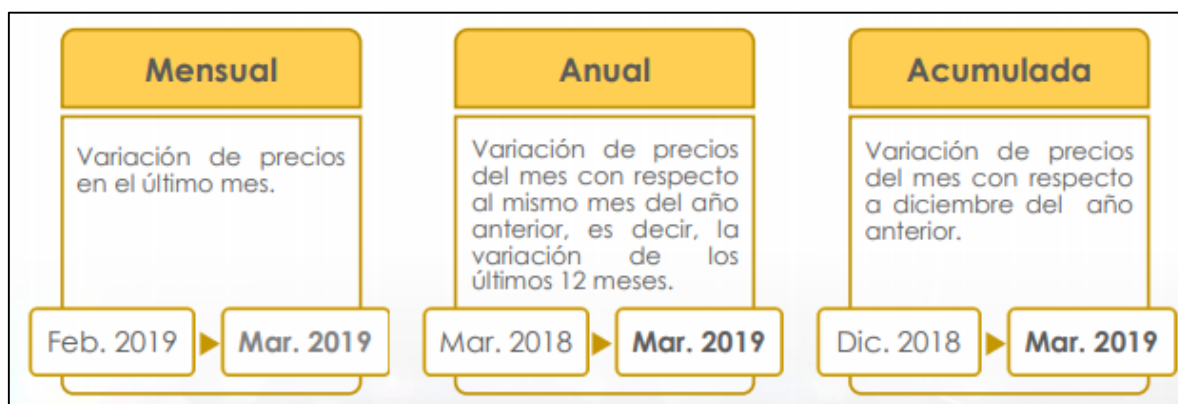 Mensual
Variación de precios
en el último mes.
Feb. 2019
Mar. 2019
Anual
Variación de precios
del mes con respecto
al mismo mes del año
anterior, es decir, la
variación de los
últimos 12 meses.
Mar. 2018
Mar. 2019
Acumulada
Variación de precios
del mes con respecto
a diciembre del año
anterior.
Dic. 2018
Mar. 2019